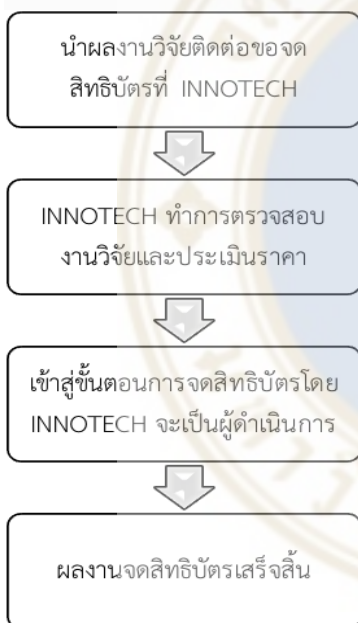 นำผลงานวิจัยติดต่อขอจด
สิทธิบัตรที่ INNOTECH
INNOTECH ทำการตรวจสอบ
งานวิจัยและประเมินราคา
เข้าสู่ขั้นตอนการจดสิทธิบัตรโดย
INNOTECH จะเป็นผู้ดำเนินการ
ผลงานจดสิทธิบัตรเสร็จสิ้น